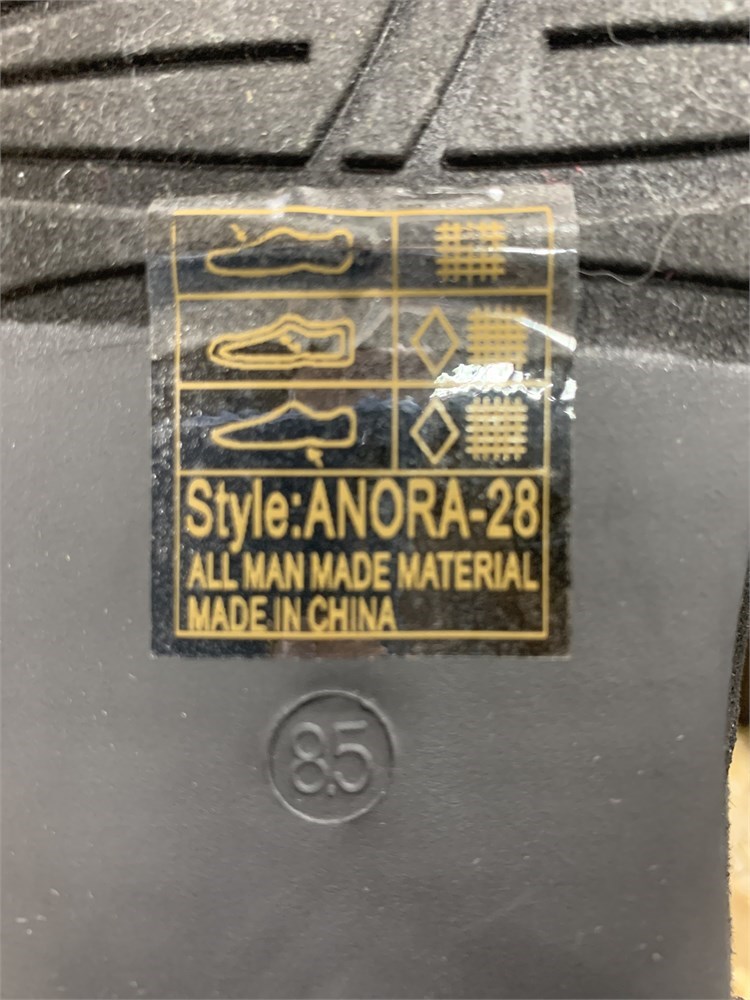 Style:ANORA-28
ALL MAN MADE MATERIAL
MADE IN CHINA
8.5